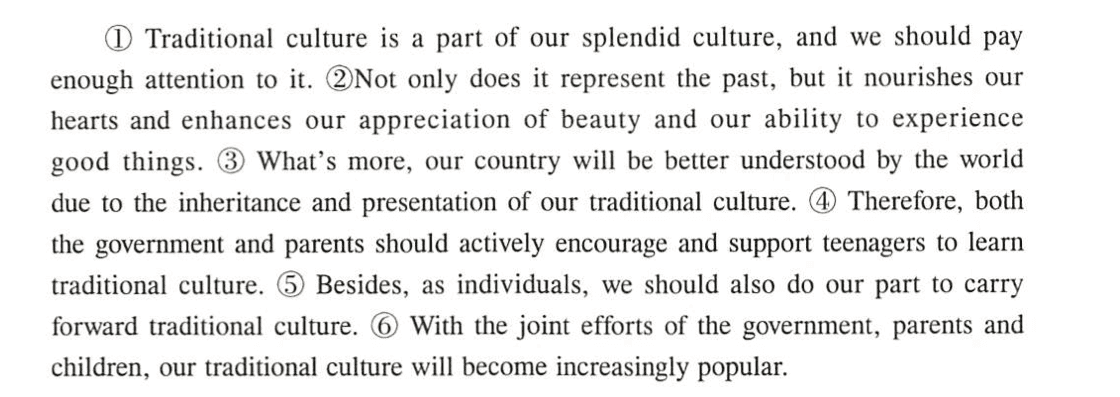 ① Traditional culture is a part of our splendid culture, and we should pay
enough attention to it. ②Not only does it represent the past, but it nourishes our
hearts and enhances our appreciation of beauty and our ability to experience
good things. ③ What's more, our country will be better understood by the world
due to the inheritance and presentation of our traditional culture. ④ Therefore, both
the government and parents should actively encourage and support teenagers to learn
traditional culture. ⑤ Besides, as individuals, we should also do our part to carry
forward traditional culture. ⑥ With the joint efforts of the government, parents and
children, our traditional culture will become increasingly popular.